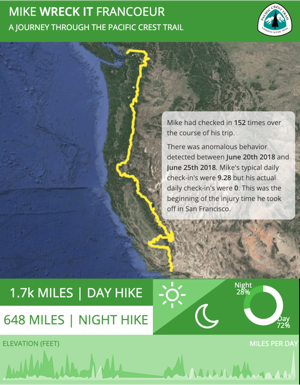 MIKE WRECK IT FRANCOEUR
A JOURNEY THROUGH THE PACIFIC CREST TRAIL
Mike had checked in 152 times over
the course of his trip.
There was anomalous behavior
detected between June 20th 2018 and
June 25th 2018. Mike's typical daily
check-in's were 9.28 but his actual
daily check-in's were 0. This was the
beginning of the injury time he took
off in San Francisco.
1.7k MILES | DAY HIKE
648 MILES | NIGHT HIKE
Night
28%
Day
72%
ELEVATION (FEET)
MILES PER DAY